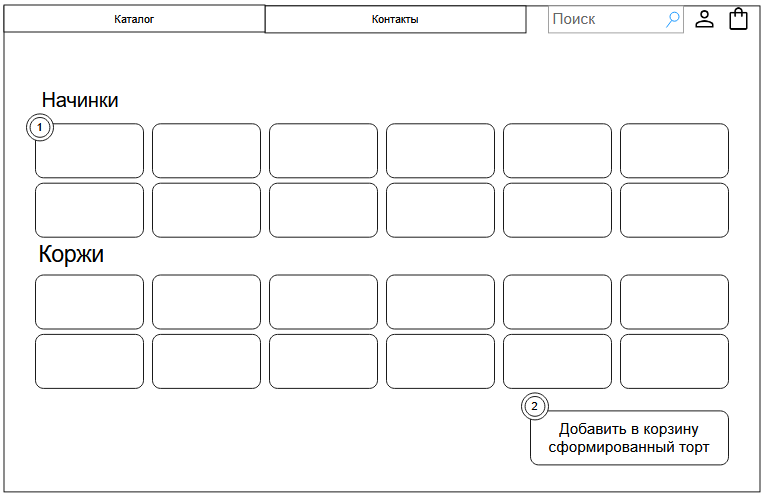 Каталог
Контакты
Поиск
Начинки
1
Коржи
2
Добавить в корзину
сформированный торт